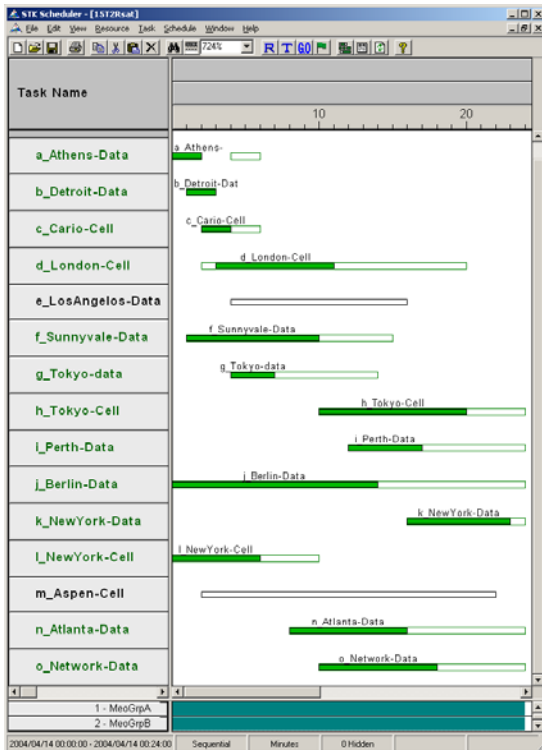 STK Scheduler - [1ST2Rsat]
File Edit View Resource Task Schedule Window Help
724% R T GO ?
Task Name
10 20
a_Athens-Data
a_Athens-
b_Detroit-Data
b_Detroit-Dat
c_Cario-Cell
c_Cario-Cell
d_London-Cell
d_London-Cell
e_LosAngelos-Data
f_Sunnyvale-Data
f_Sunnyvale-Data
g_Tokyo-data
g_Tokyo-data
h_Tokyo-Cell
h_Tokyo-Cell
i_Perth-Data
i_Perth-Data
j_Berlin-Data
j_Berlin-Data
k_NewYork-Data
k_NewYork-Data
l_NewYork-Cell
l_NewYork-Cell
m_Aspen-Cell
n_Atlanta-Data
n_Atlanta-Data
o_Network-Data
o_Network-Data
1 - MeoGrpA
2 - MeoGrpB
2004/04/14 00:00:00 - 2004/04/14 00:24:00 Sequential Minutes 0 Hidden